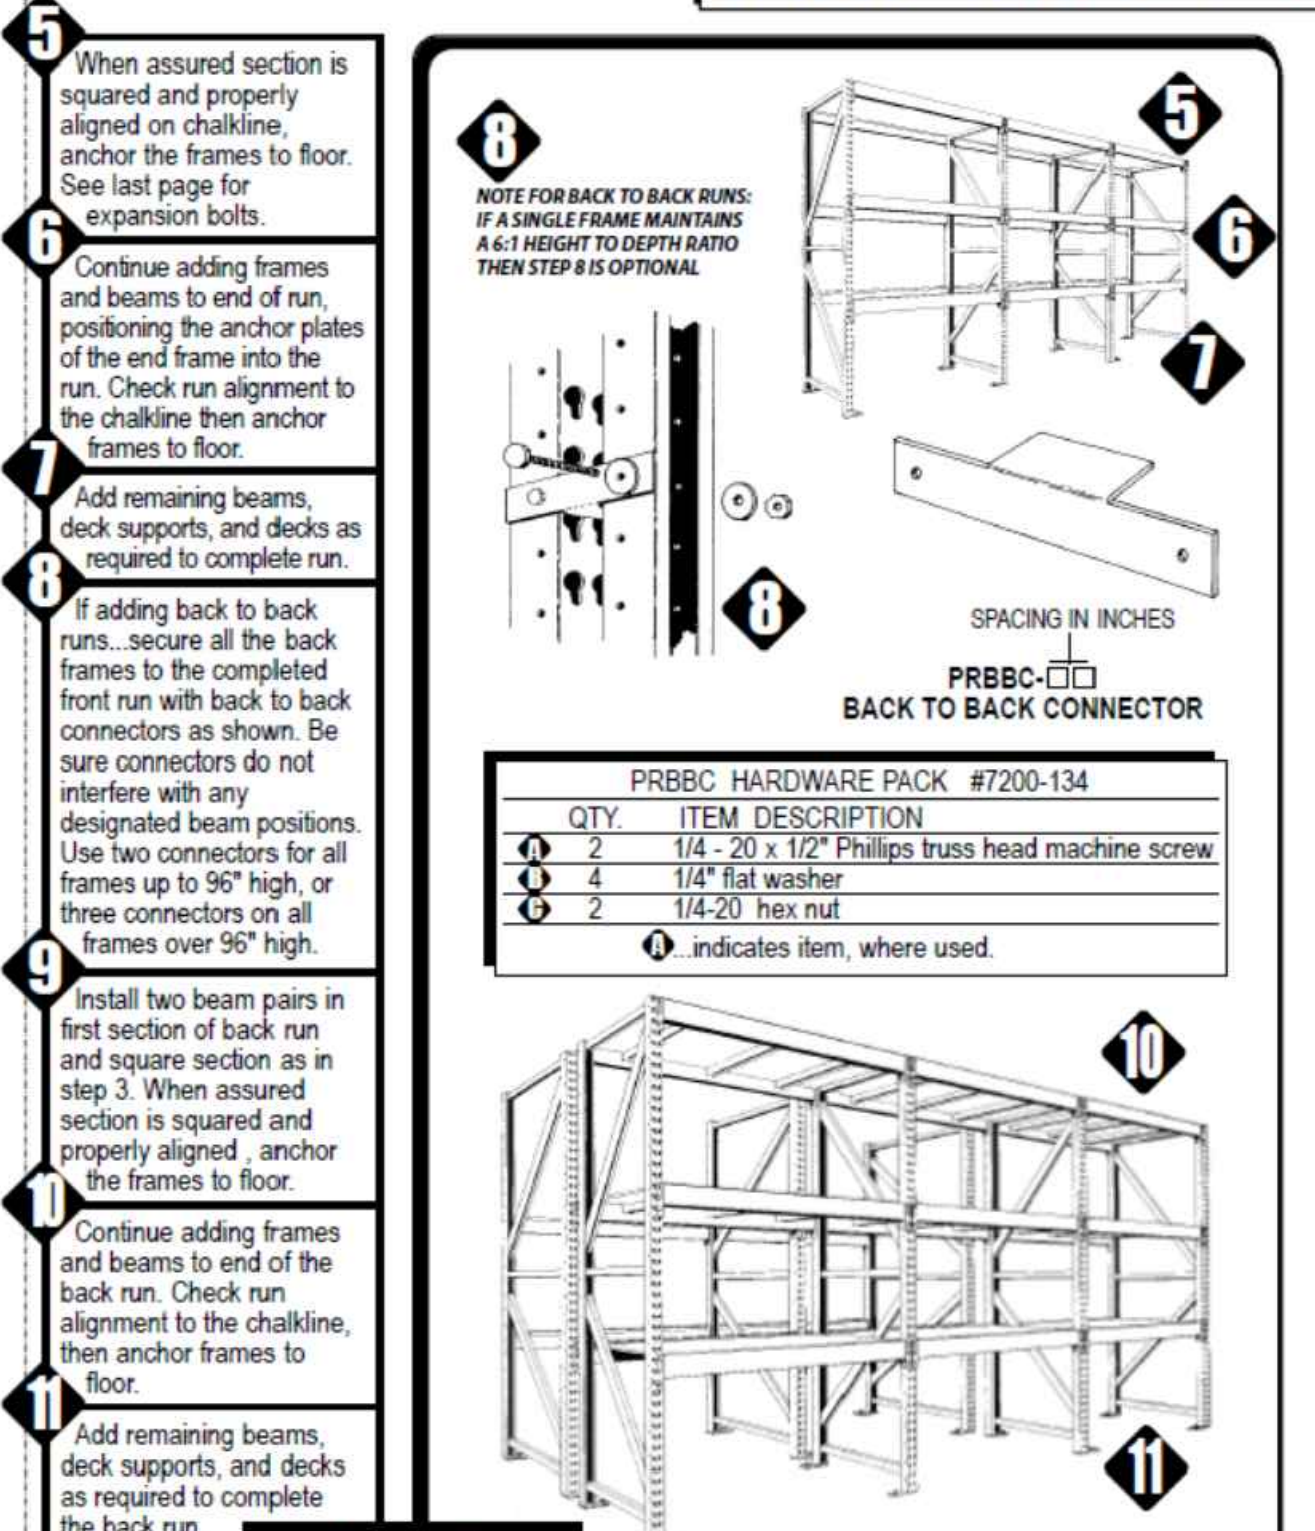 5
When assured section is
squared and properly
aligned on chalkline,
anchor the frames to floor.
See last page for
expansion bolts.
6
Continue adding frames
and beams to end of run,
positioning the anchor plates
of the end frame into the
run. Check run alignment to
the chalkline then anchor
frames to floor.
7
Add remaining beams,
deck supports, and decks as
required to complete run.
8
If adding back to back
runs...secure all the back
frames to the completed
front run with back to back
connectors as shown. Be
sure connectors do not
interfere with any
designated beam positions.
Use two connectors for all
frames up to 96" high, or
three connectors on all
frames over 96" high.
9
Install two beam pairs in
first section of back run
and square section as in
step 3. When assured
section is squared and
properly aligned , anchor
the frames to floor.
10
Continue adding frames
and beams to end of the
back run. Check run
alignment to the chalkline,
then anchor frames to
floor.
11
Add remaining beams,
deck supports, and decks
as required to complete
the back run
8
NOTE FOR BACK TO BACK RUNS:
IF A SINGLE FRAME MAINTAINS
A 6:1 HEIGHT TO DEPTH RATIO
THEN STEP 8 IS OPTIONAL
5
6
7
8
SPACING IN INCHES
PRBBC-□□
BACK TO BACK CONNECTOR
PRBBC HARDWARE PACK #7200-134
QTY. ITEM DESCRIPTION
A 2 1/4 - 20 x 1/2" Phillips truss head machine screw
B 4 1/4" flat washer
C 2 1/4-20 hex nut
A...indicates item, where used.
10
11